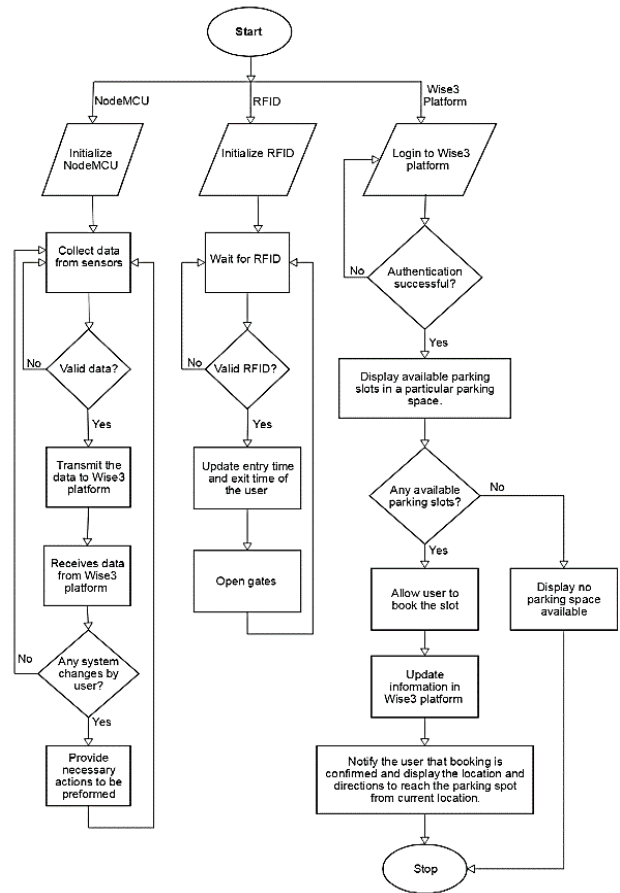 Start
NodeMCU
RFID
Wise3
Platform
Initialize
NodeMCU
Initialize RFID
Login to Wise3
platform
Collect data
from sensors
Wait for RFID
No
Authentication
successful?
Yes
No
Valid data?
No
Valid RFID?
Display available parking
slots in a particular parking
space.
Yes
Yes
Transmit the
data to Wise3
platform
Update entry time
and exit time of
the user
Any available
parking slots?
No
Yes
Receives data
from Wise3
platform
Open gates
Allow user to
book the slot
Display no
parking space
available
No
Any system
changes by
user?
Yes
Update
information in
Wise3 platform
Provide
necessary
actions to be
preformed
Notify the user that booking is
confirmed and display the location and
directions to reach the parking spot
from current location.
Stop